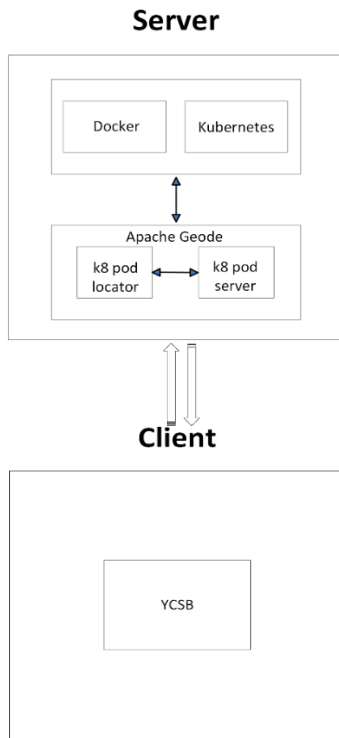 Server
Docker
Kubernetes
Apache Geode
k8 pod
locator
k8 pod
server
Client
YCSB